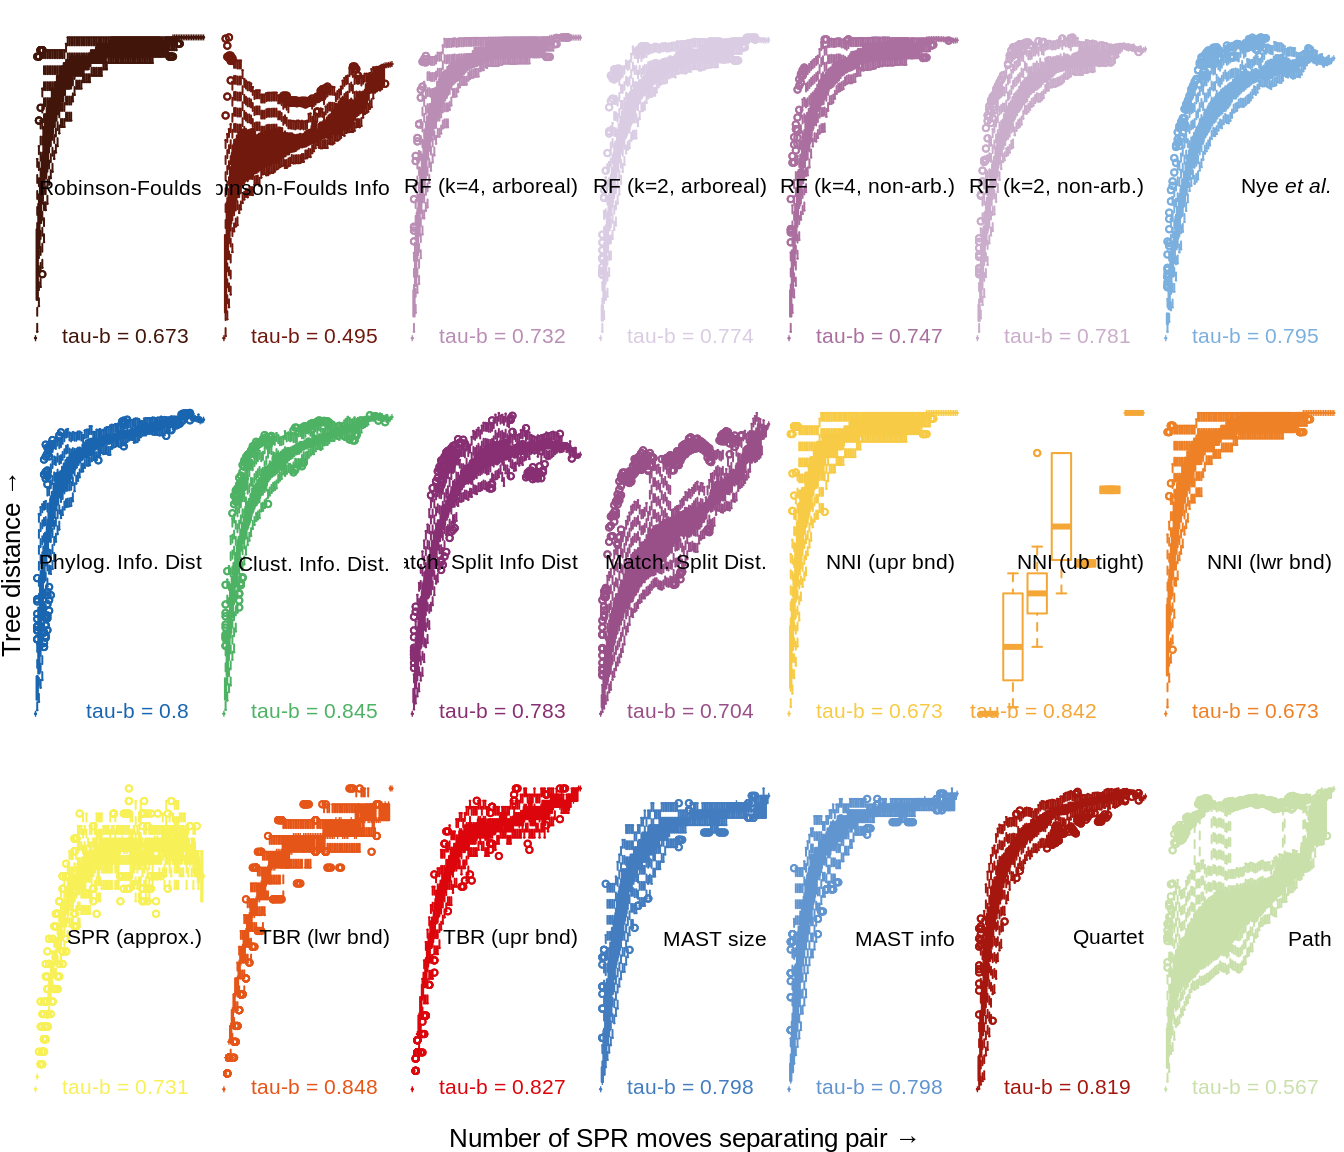 Robinson-Foulds
inson-Foulds Info
RF (k=4, arboreal)
RF (k=2, arboreal)
RF (k=4, non-arb.)
RF (k=2, non-arb.)
Nye et al.
tau-b = 0.673
tau-b = 0.495
tau-b = 0.732
tau-b = 0.774
tau-b = 0.747
tau-b = 0.781
tau-b = 0.795
Tree distance →
Phylog. Info. Dist
Clust. Info. Dist.
atch. Split Info Dist
Match. Split Dist.
NNI (upr bnd)
NNI (ub tight)
NNI (lwr bnd)
tau-b = 0.8
tau-b = 0.845
tau-b = 0.783
tau-b = 0.704
tau-b = 0.673
tau-b = 0.842
tau-b = 0.673
SPR (approx.)
TBR (lwr bnd)
TBR (upr bnd)
MAST size
MAST info
Quartet
Path
tau-b = 0.731
tau-b = 0.848
tau-b = 0.827
tau-b = 0.798
tau-b = 0.798
tau-b = 0.819
tau-b = 0.567
Number of SPR moves separating pair →